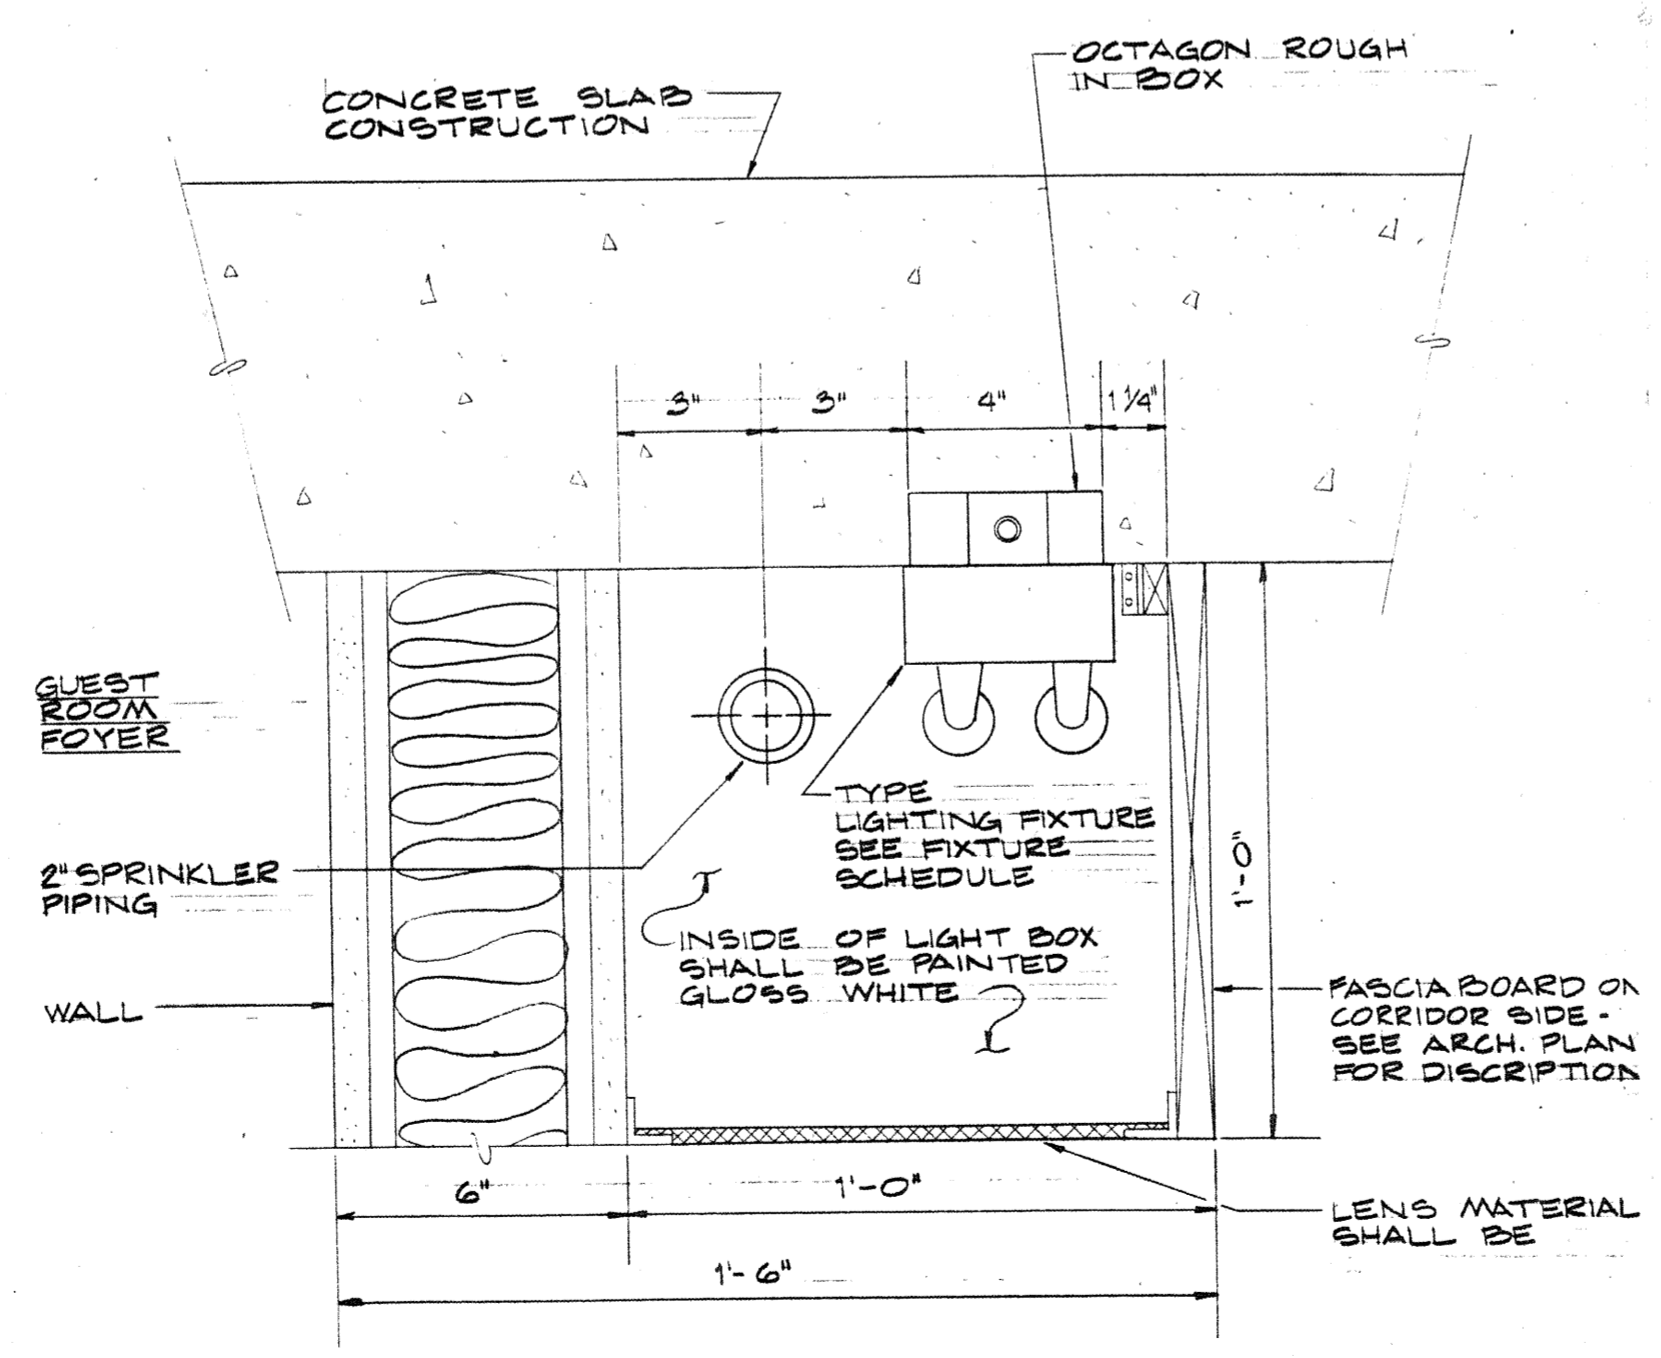 OCTAGON ROUGH
IN BOX
CONCRETE SLAB
CONSTRUCTION
3" 3" 4" 1 1/4"
GUEST
ROOM
FOYER
TYPE
LIGHTING FIXTURE
SEE FIXTURE
SCHEDULE
1'-0"
2" SPRINKLER
PIPING
INSIDE OF LIGHT BOX
SHALL BE PAINTED
GLOSS WHITE
WALL
FASCIA BOARD ON
CORRIDOR SIDE -
SEE ARCH. PLAN
FOR DISCRIPTION
6" 1'-0"
LENS MATERIAL
SHALL BE
1'-6"